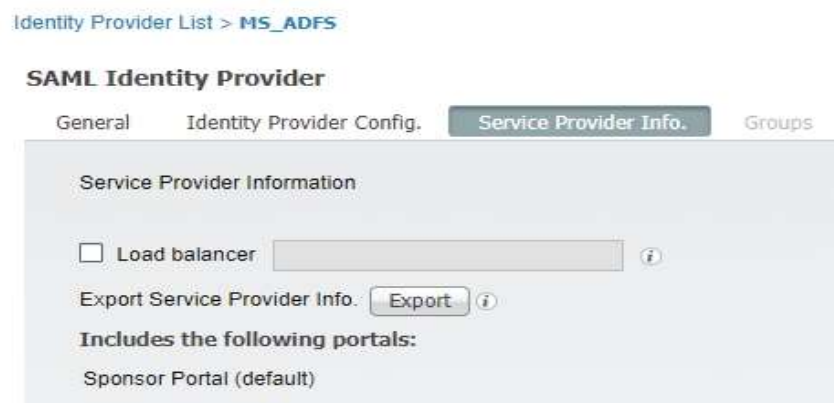 Identity Provider List > MS_ADFS
SAML Identity Provider
General Identity Provider Config. Service Provider Info. Groups
Service Provider Information
Load balancer i
Export Service Provider Info. Export i
Includes the following portals:
Sponsor Portal (default)